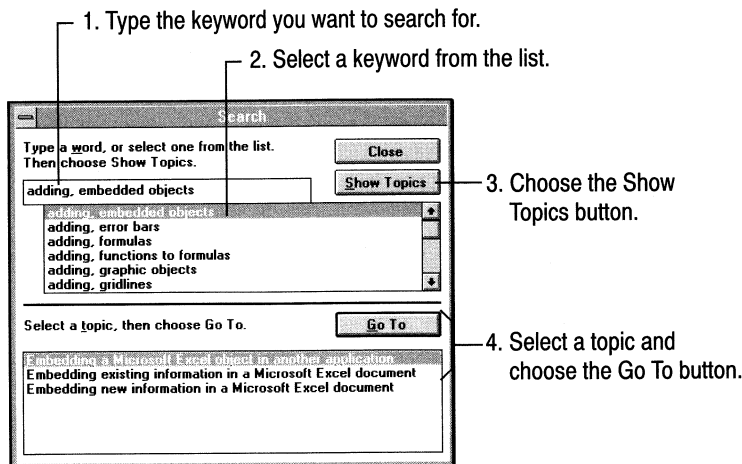 1. Type the keyword you want to search for.
2. Select a keyword from the list.
Search
Type a word, or select one from the list.
Then choose Show Topics.
Close
adding, embedded objects
Show Topics
3. Choose the Show
Topics button.
adding, embedded objects
adding, error bars
adding, formulas
adding, functions to formulas
adding, graphic objects
adding, gridlines
Select a topic, then choose Go To.
Go To
4. Select a topic and
choose the Go To button.
Embedding a Microsoft Excel object in another application
Embedding existing information in a Microsoft Excel document
Embedding new information in a Microsoft Excel document